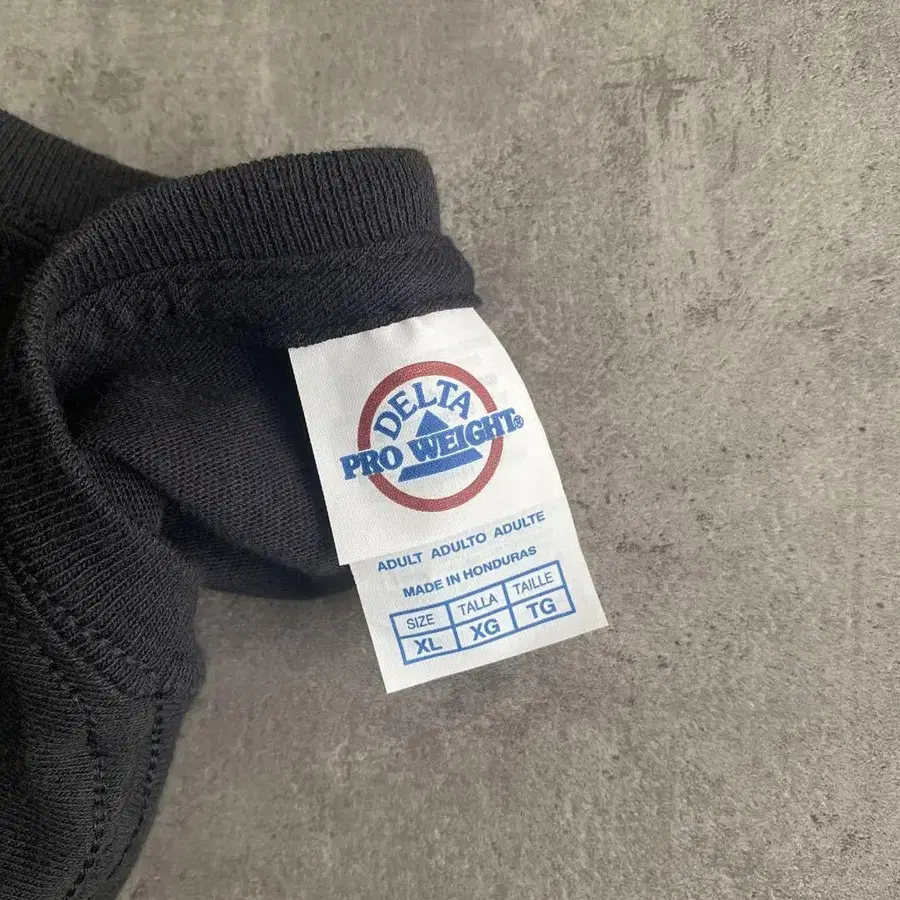 DELTA
PRO WEIGHT®
ADULT ADULTO ADULTE
MADE IN HONDURAS
SIZE TALLA TAILLE
XL XG TG